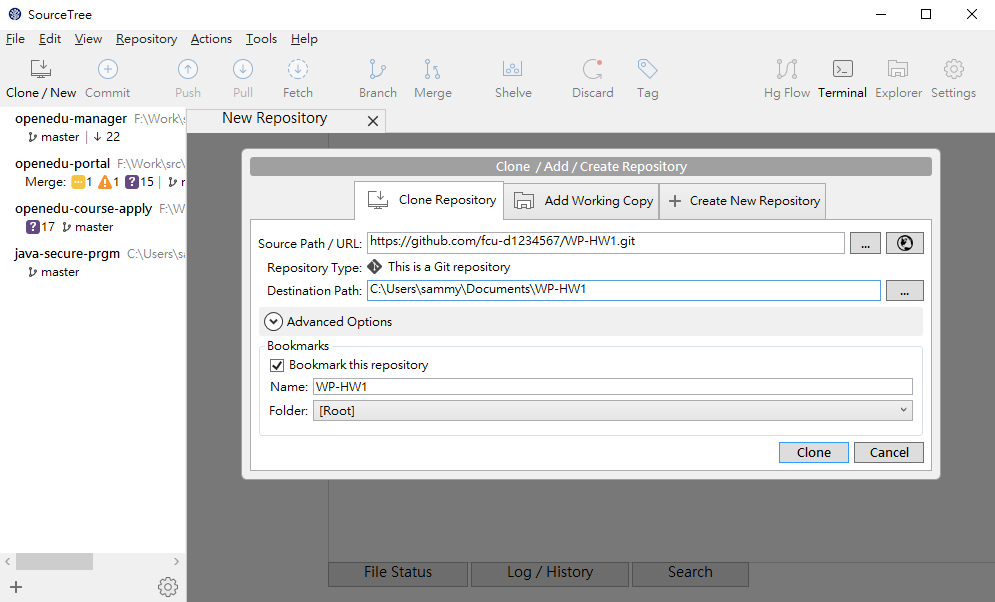 SourceTree
File Edit View Repository Actions Tools Help
Clone / New Commit Push Pull Fetch Branch Merge Shelve Discard Tag Hg Flow Terminal Explorer Settings
openedu-manager F:\Work\s
master | 22
openedu-portal F:\Work\src\
Merge: 1 1 ? 15 |
openedu-course-apply F:\W
? 17 master
java-secure-prgm C:\Users\sa
master
New Repository
Clone / Add / Create Repository
Clone Repository Add Working Copy Create New Repository
Source Path / URL: https://github.com/fcu-d1234567/WP-HW1.git ...
Repository Type: This is a Git repository
Destination Path: C:\Users\sammy\Documents\WP-HW1 ...
Advanced Options
Bookmarks
Bookmark this repository
Name: WP-HW1
Folder: [Root]
Clone Cancel
File Status Log / History Search